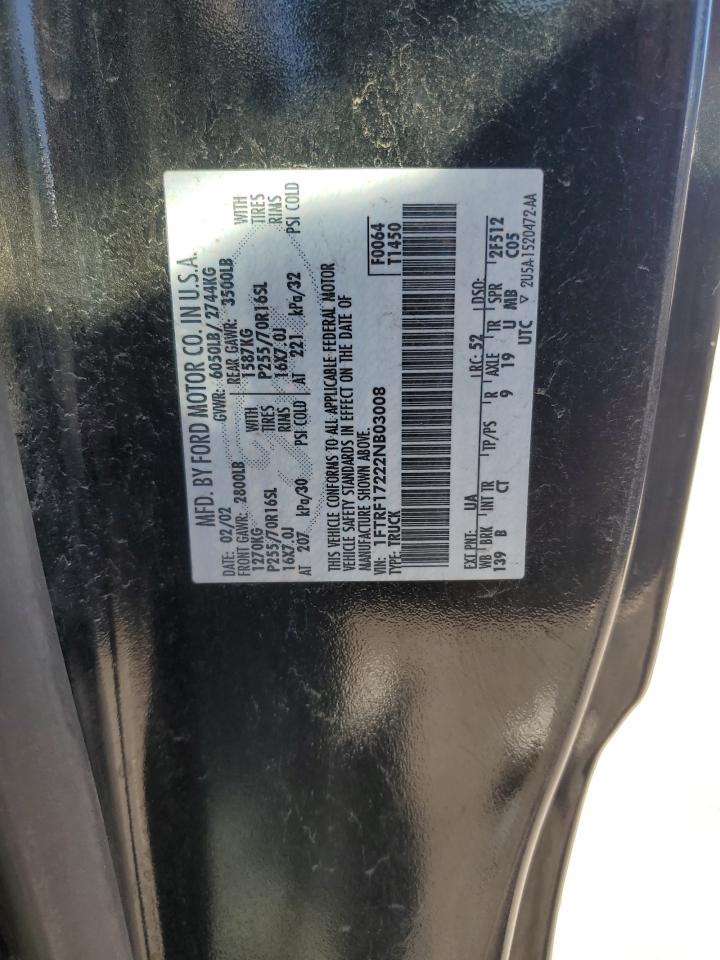 MFD. BY FORD MOTOR CO. IN U.S.A.
DATE: 02/02 GVWR: 6050LB/ 2744KG
FRONT GAWR: 2800LB REAR GAWR: 3500LB WITH
1270KG WITH 1587KG TIRES
P255/70R16SL TIRES P255/70R16SL RIMS
16X7.0J RIMS 16X7.0J PSI COLD
AT 207 kPa/30 PSI COLD AT 221 kPa/32
THIS VEHICLE CONFORMS TO ALL APPLICABLE FEDERAL MOTOR
VEHICLE SAFETY STANDARDS IN EFFECT ON THE DATE OF
MANUFACTURE SHOWN ABOVE.
VIN: 1FTRF17222NB03008 F0064
TYPE: TRUCK T1450
EXT PNT: UA RC: 52 DSO:
WB BRK INT TR TP/PS R AXLE TR SPR 2F512
139 B CT 9 19 U MB C05
UTC ▽ 2U5A-1520472-AA